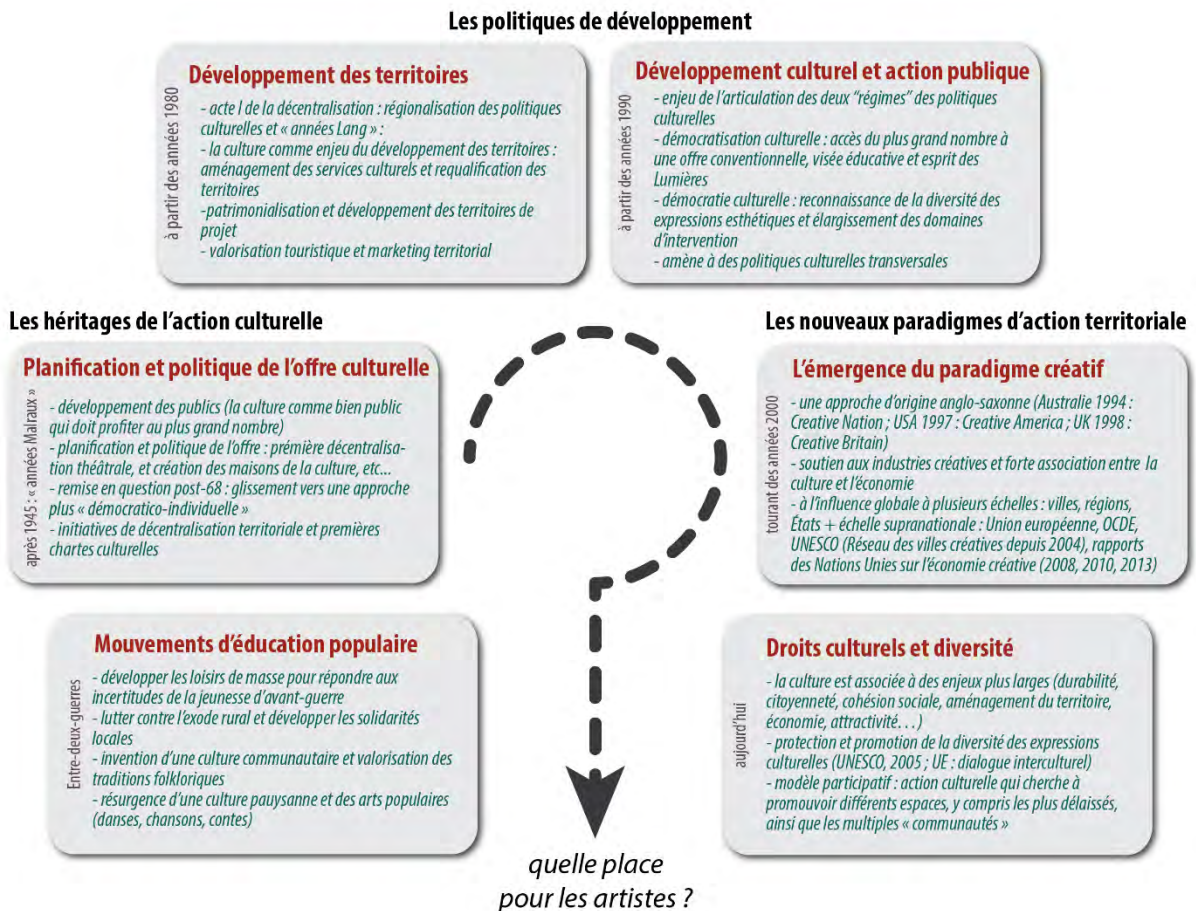 Les politiques de développement
Développement des territoires
à partir des années 1980
- acte I de la décentralisation : régionalisation des politiques
culturelles et « années Lang » :
- la culture comme enjeu du développement des territoires :
aménagement des services culturels et requalification des
territoires
-patrimonialisation et développement des territoires de
projet
- valorisation touristique et marketing territorial
Développement culturel et action publique
à partir des années 1990
- enjeu de l'articulation des deux "régimes" des politiques
culturelles
- démocratisation culturelle : accès du plus grand nombre à
une offre conventionnelle, visée éducative et esprit des
Lumières
- démocratie culturelle : reconnaissance de la diversité des
expressions esthétiques et élargissement des domaines
d'intervention
- amène à des politiques culturelles transversales
Les héritages de l'action culturelle
Planification et politique de l'offre culturelle
après 1945 : « années Malraux »
- développement des publics (la culture comme bien public
qui doit profiter au plus grand nombre)
- planification et politique de l'offre : prémière décentralisa-
tion théâtrale, et création des maisons de la culture, etc...
- remise en question post-68 : glissement vers une approche
plus « démocratico-individuelle »
- initiatives de décentralisation territoriale et premières
chartes culturelles
Mouvements d'éducation populaire
Entre-deux-guerres
- développer les loisirs de masse pour répondre aux
incertitudes de la jeunesse d'avant-guerre
- lutter contre l'exode rural et développer les solidarités
locales
- invention d'une culture communautaire et valorisation des
traditions folkloriques
- résurgence d'une culture pauysanne et des arts populaires
(danses, chansons, contes)
Les nouveaux paradigmes d'action territoriale
L'émergence du paradigme créatif
tourant des années 2000
- une approche d'origine anglo-saxonne (Australie 1994 :
Creative Nation ; USA 1997 : Creative America ; UK 1998 :
Creative Britain)
- soutien aux industries créatives et forte association entre la
culture et l'économie
- à l'influence globale à plusieurs échelles : villes, régions,
États + échelle supranationale : Union européenne, OCDE,
UNESCO (Réseau des villes créatives depuis 2004), rapports
des Nations Unies sur l'économie créative (2008, 2010, 2013)
Droits culturels et diversité
aujourd'hui
- la culture est associée à des enjeux plus larges (durabilité,
citoyenneté, cohésion sociale, aménagement du territoire,
économie, attractivité…)
- protection et promotion de la diversité des expressions
culturelles (UNESCO, 2005 ; UE : dialogue interculturel)
- modèle participatif : action culturelle qui cherche à
promouvoir différents espaces, y compris les plus délaissés,
ainsi que les multiples « communautés »
quelle place
pour les artistes ?